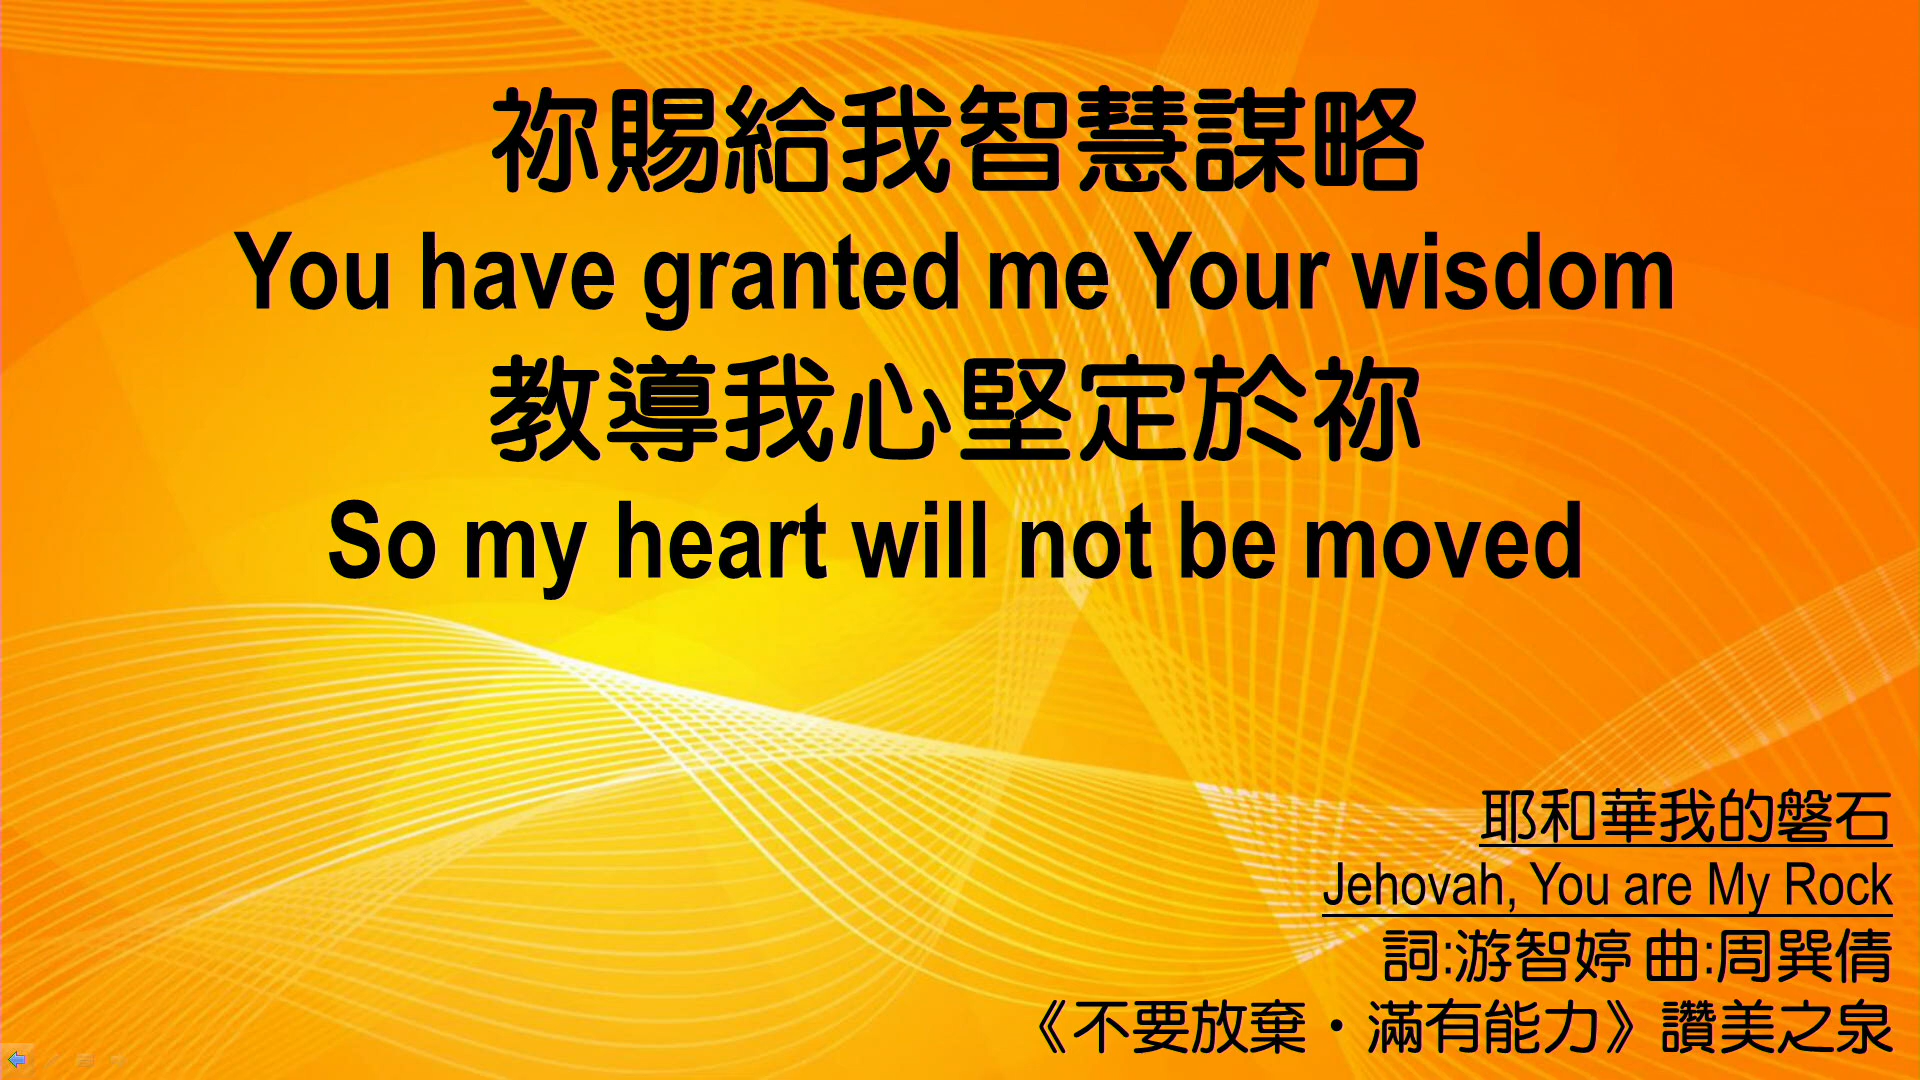 祢賜給我智慧謀略
You have granted me Your wisdom
教導我心堅定於祢
So my heart will not be moved
耶和華我的磐石
Jehovah, You are My Rock
詞:游智婷 曲:周巽倩
《不要放棄‧滿有能力》讚美之泉